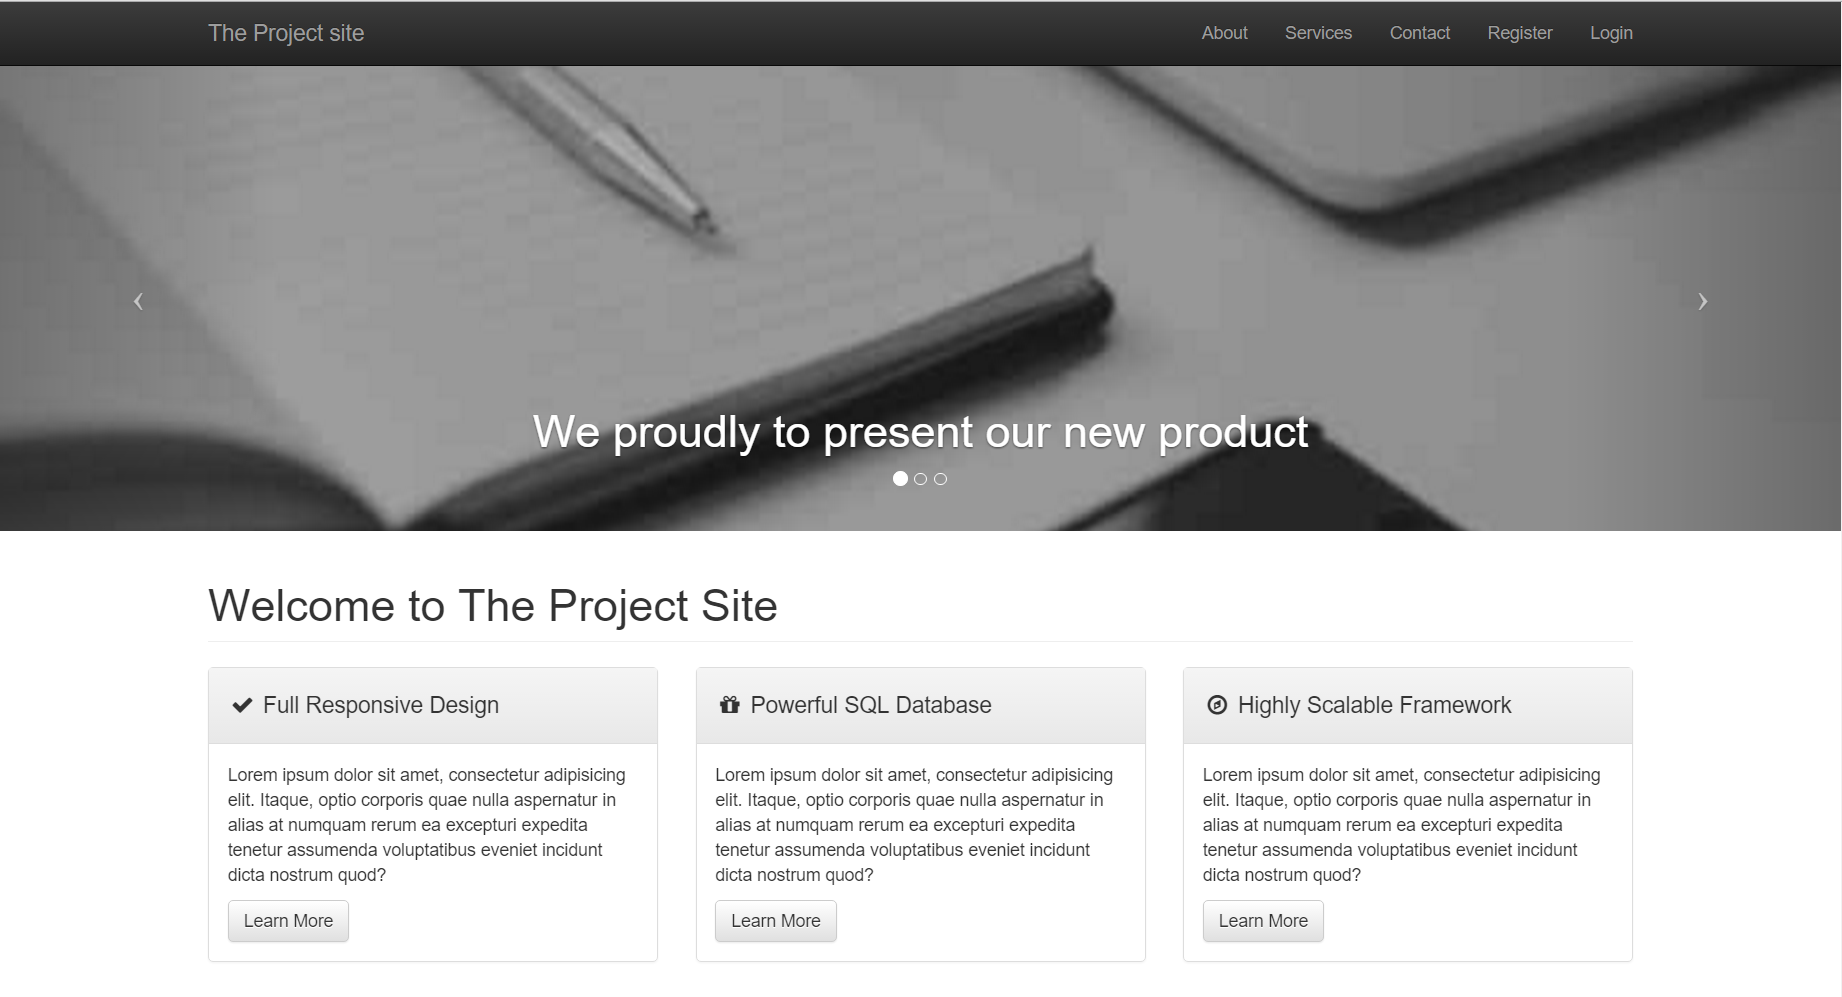 The Project site
About Services Contact Register Login
We proudly to present our new product
Welcome to The Project Site
Full Responsive Design
Lorem ipsum dolor sit amet, consectetur adipisicing
elit. Itaque, optio corporis quae nulla aspernatur in
alias at numquam rerum ea excepturi expedita
tenetur assumenda voluptatibus eveniet incidunt
dicta nostrum quod?
Learn More
Powerful SQL Database
Lorem ipsum dolor sit amet, consectetur adipisicing
elit. Itaque, optio corporis quae nulla aspernatur in
alias at numquam rerum ea excepturi expedita
tenetur assumenda voluptatibus eveniet incidunt
dicta nostrum quod?
Learn More
Highly Scalable Framework
Lorem ipsum dolor sit amet, consectetur adipisicing
elit. Itaque, optio corporis quae nulla aspernatur in
alias at numquam rerum ea excepturi expedita
tenetur assumenda voluptatibus eveniet incidunt
dicta nostrum quod?
Learn More